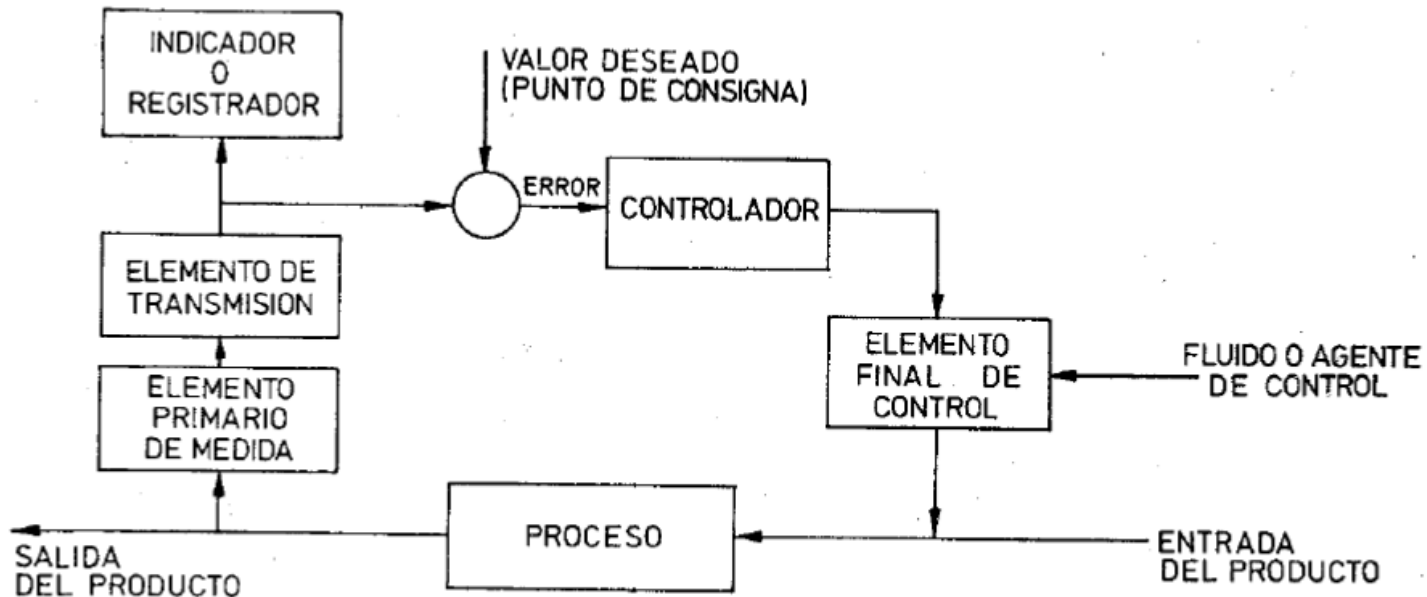 INDICADOR
O
REGISTRADOR
VALOR DESEADO
(PUNTO DE CONSIGNA)
ERROR
CONTROLADOR
ELEMENTO DE
TRANSMISION
ELEMENTO
FINAL DE
CONTROL
FLUIDO O AGENTE
DE CONTROL
ELEMENTO
PRIMARIO
DE MEDIDA
PROCESO
SALIDA
DEL PRODUCTO
ENTRADA
DEL PRODUCTO